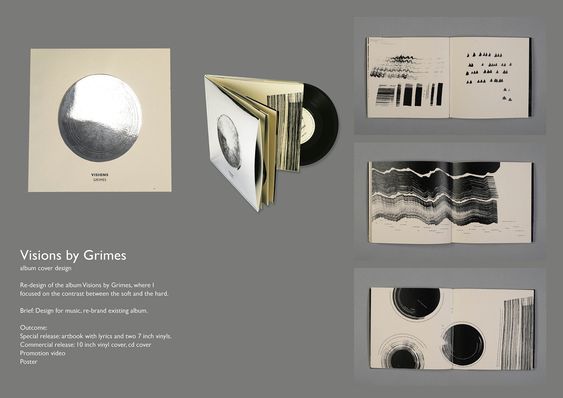 VISIONS
GRIMES
Visions by Grimes
album cover design
Re-design of the album Visions by Grimes, where I
focused on the contrast between the soft and the hard.
Brief: Design for music, re-brand existing album.
Outcome:
Special release: artbook with lyrics and two 7 inch vinyls.
Commercial release; 10 inch vinyl cover, cd cover
Promotion video
Poster